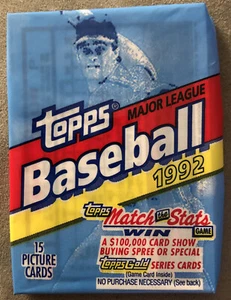 topps
MAJOR LEAGUE
Baseball
1992
15
PICTURE
CARDS
topps
Match the Stats
WIN
GAME
A $100,000 CARD SHOW
BUYING SPREE OR SPECIAL
Topps Gold SERIES CARDS
(Game Card Inside)
NO PURCHASE NECESSARY (See back)